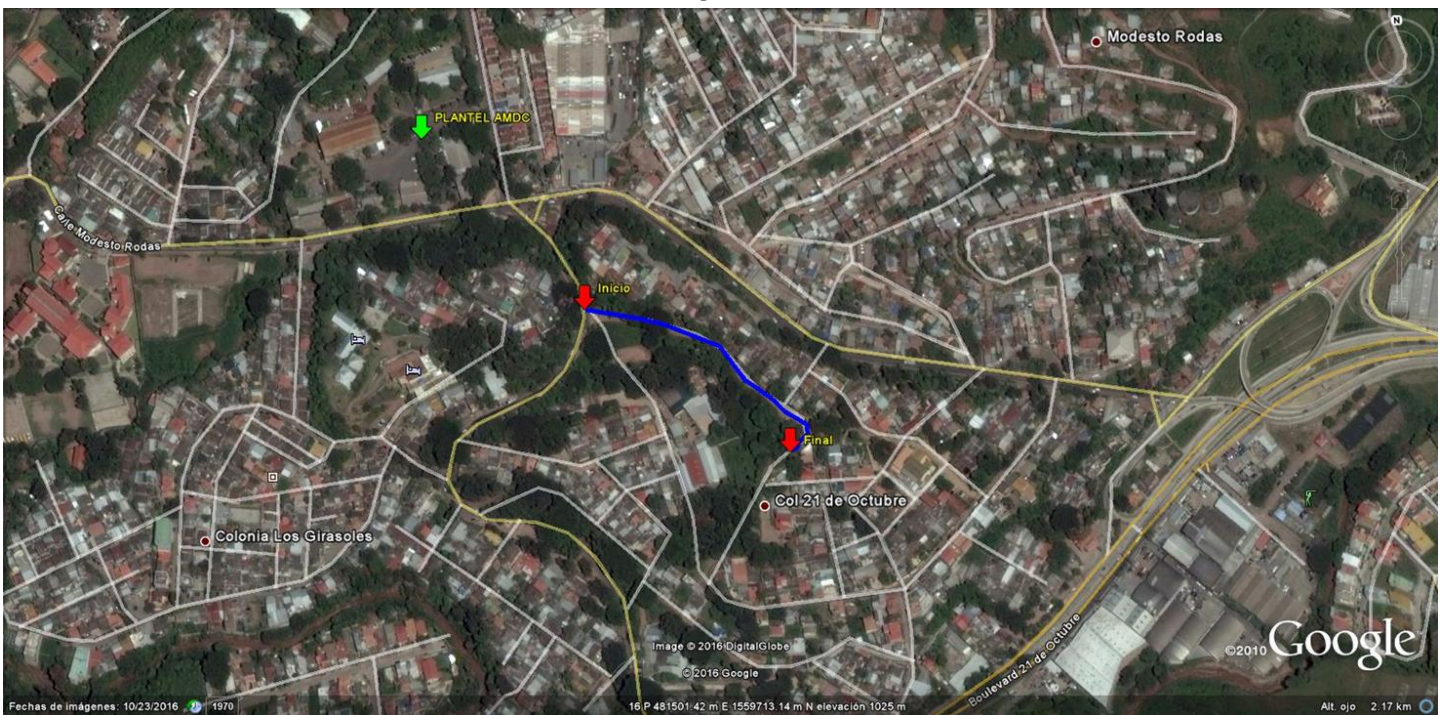 N
Modesto Rodas
PLANTEL AMDC
Calle Modesto Rodas
Inicio
Final
Col 21 de Octubre
Colonia Los Girasoles
Boulevard 21 de Octubre
Image © 2016 DigitalGlobe
© 2016 Google
©2010 Google
Fechas de imágenes: 10/23/2016 1970
16 P 481501.42 m E 1559713.14 m N elevación 1025 m
Alt. ojo 2.17 km